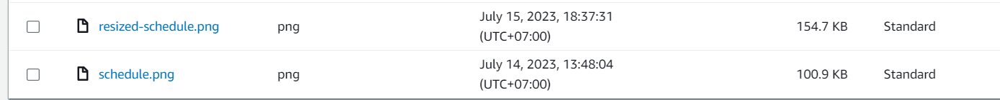 resized-schedule.png png July 15, 2023, 18:37:31 154.7 KB Standard
(UTC+07:00)
schedule.png png July 14, 2023, 13:48:04 100.9 KB Standard
(UTC+07:00)